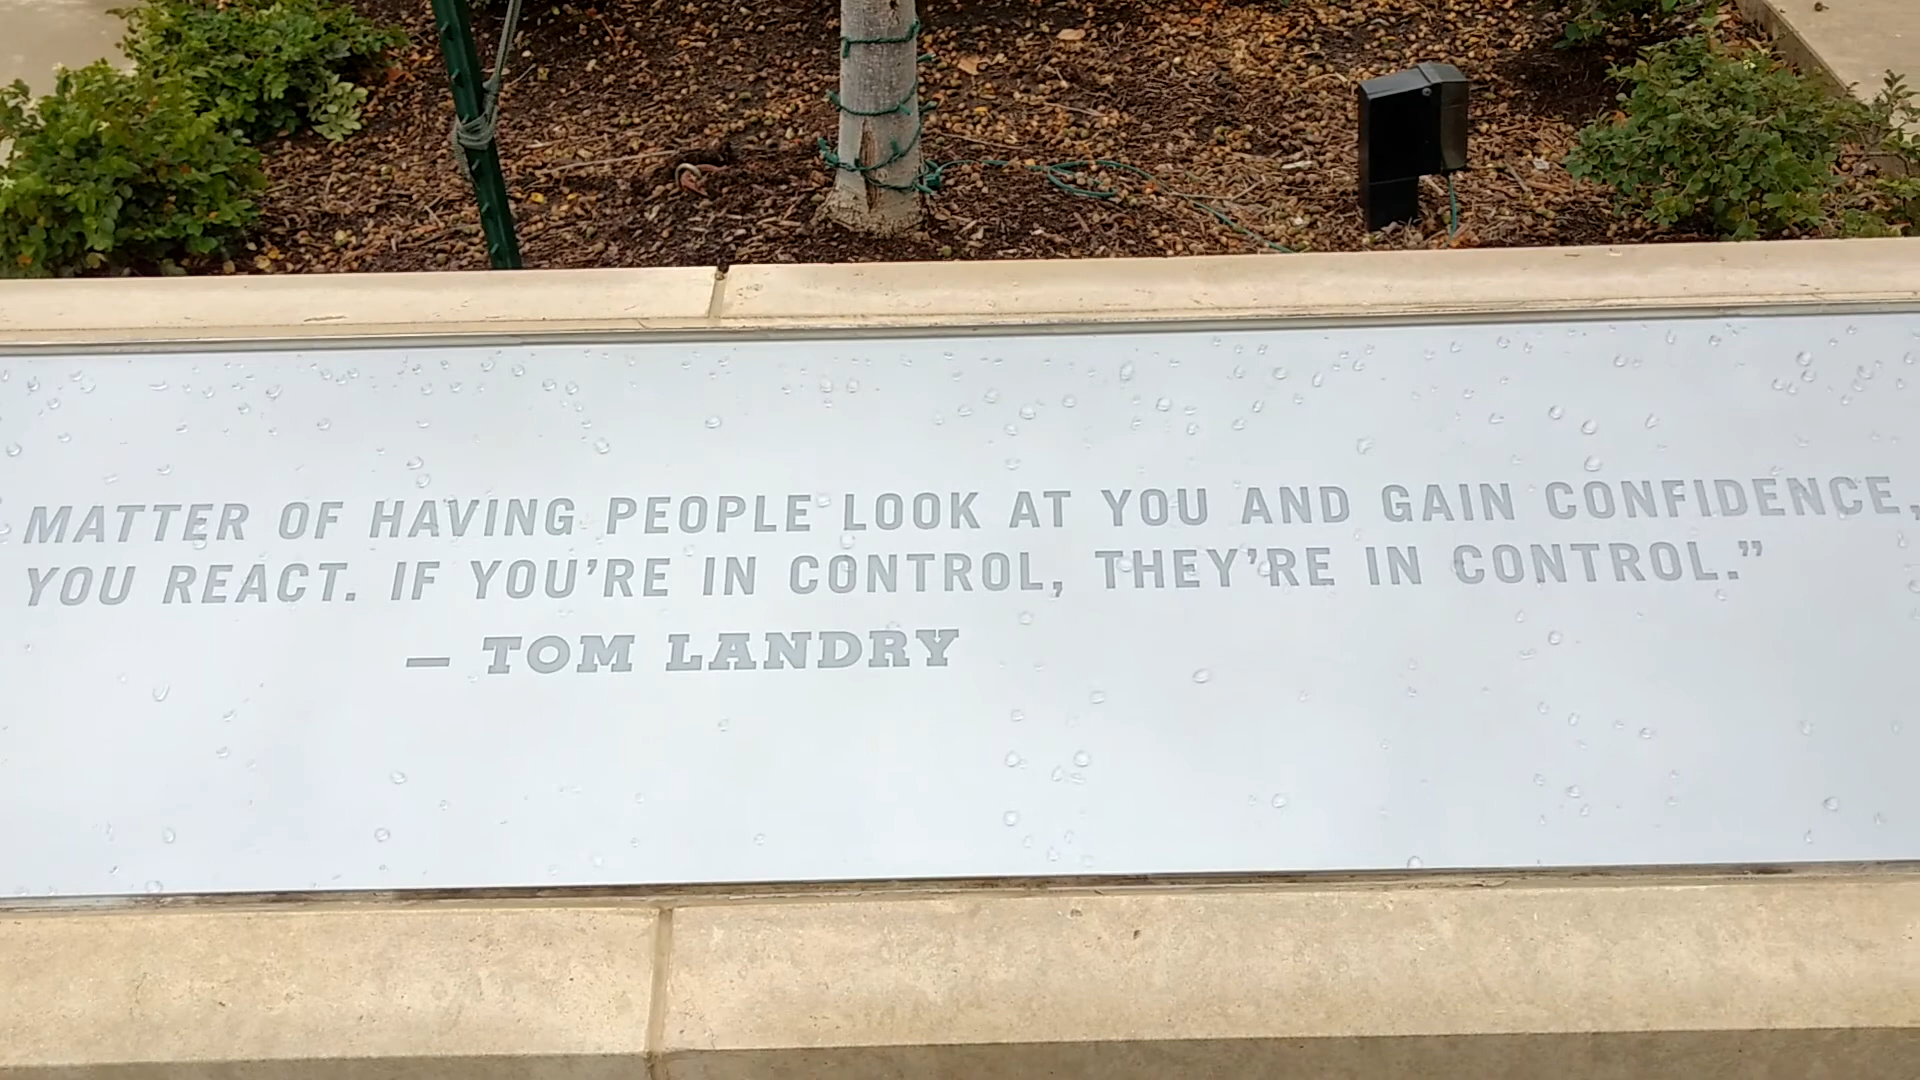 MATTER OF HAVING PEOPLE LOOK AT YOU AND GAIN CONFIDENCE,
YOU REACT. IF YOU'RE IN CONTROL, THEY'RE IN CONTROL.”
— TOM LANDRY